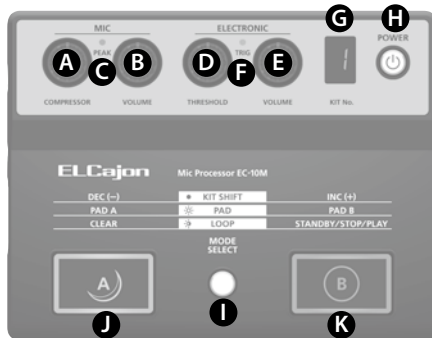 G H
MIC ELECTRONIC POWER
A C PEAK B D F TRIG E 1
COMPRESSOR VOLUME THRESHOLD VOLUME KIT No.
ELCajon Mic Processor EC-10M
DEC (−) KIT SHIFT INC (+)
PAD A PAD PAD B
CLEAR LOOP STANDBY/STOP/PLAY
MODE
SELECT
A B
J I K